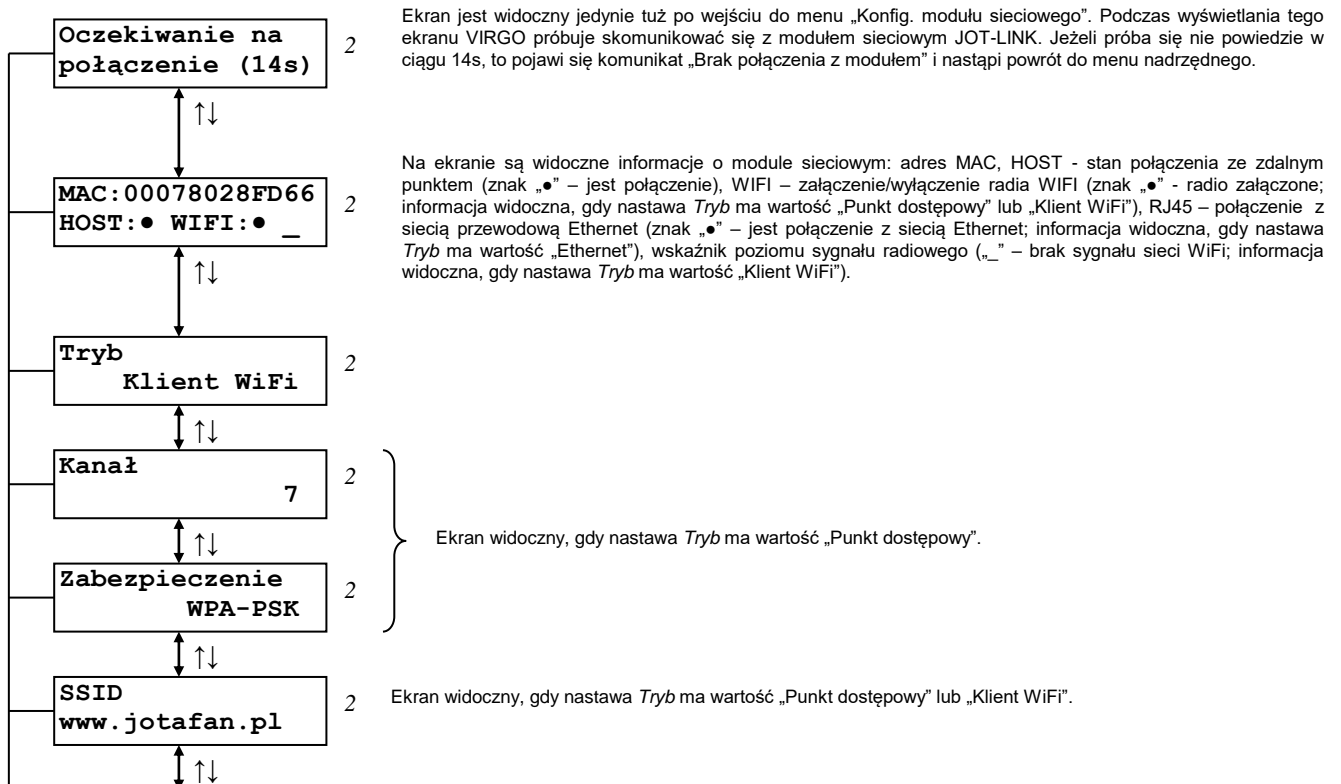 Oczekiwanie na
połączenie (14s)
2
Ekran jest widoczny jedynie tuż po wejściu do menu „Konfig. modułu sieciowego”. Podczas wyświetlania tego
ekranu VIRGO próbuje skomunikować się z modułem sieciowym JOT-LINK. Jeżeli próba się nie powiedzie w
ciągu 14s, to pojawi się komunikat „Brak połączenia z modułem” i nastąpi powrót do menu nadrzędnego.
↑↓
MAC:00078028FD66
HOST:● WIFI:● _
2
Na ekranie są widoczne informacje o module sieciowym: adres MAC, HOST - stan połączenia ze zdalnym
punktem (znak „●” – jest połączenie), WIFI – załączenie/wyłączenie radia WIFI (znak „●” - radio załączone;
informacja widoczna, gdy nastawa Tryb ma wartość „Punkt dostępowy” lub „Klient WiFi”), RJ45 – połączenie z
siecią przewodową Ethernet (znak „●” – jest połączenie z siecią Ethernet; informacja widoczna, gdy nastawa
Tryb ma wartość „Ethernet”), wskaźnik poziomu sygnału radiowego („_” – brak sygnału sieci WiFi; informacja
widoczna, gdy nastawa Tryb ma wartość „Klient WiFi”).
↑↓
Tryb
Klient WiFi
2
↑↓
Kanał
7
2
↑↓
Ekran widoczny, gdy nastawa Tryb ma wartość „Punkt dostępowy”.
Zabezpieczenie
WPA-PSK
2
↑↓
SSID
www.jotafan.pl
2
Ekran widoczny, gdy nastawa Tryb ma wartość „Punkt dostępowy” lub „Klient WiFi”.
↑↓